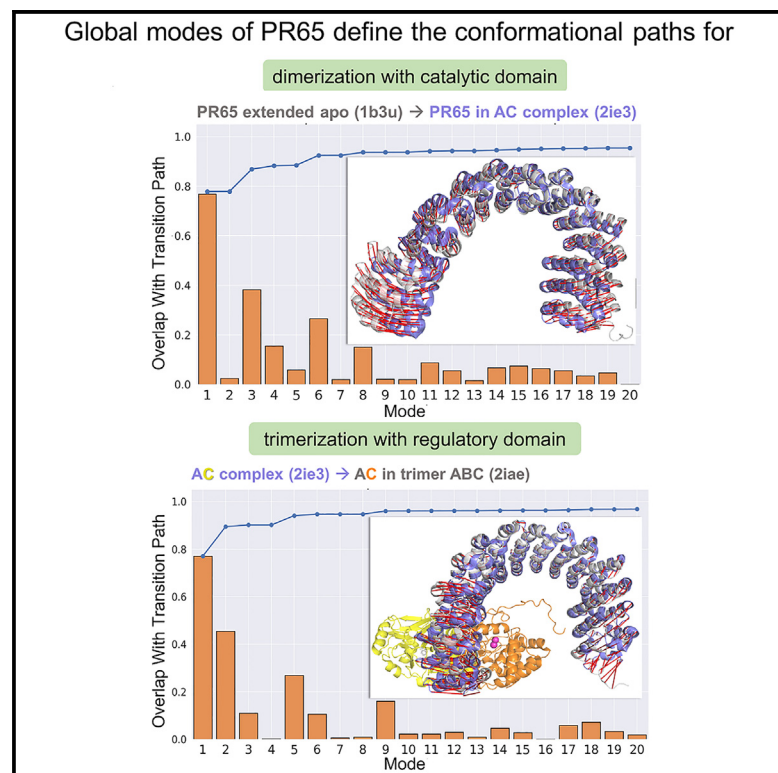 Global modes of PR65 define the conformational paths for
dimerization with catalytic domain
PR65 extended apo (1b3u) → PR65 in AC complex (2ie3)
1.0
0.8
0.6
0.4
0.2
0.0
Overlap With Transition Path
1 2 3 4 5 6 7 8 9 10 11 12 13 14 15 16 17 18 19 20
Mode
trimerization with regulatory domain
AC complex (2ie3) → AC in trimer ABC (2iae)
1.0
0.8
0.6
0.4
0.2
0.0
Overlap With Transition Path
1 2 3 4 5 6 7 8 9 10 11 12 13 14 15 16 17 18 19 20
Mode